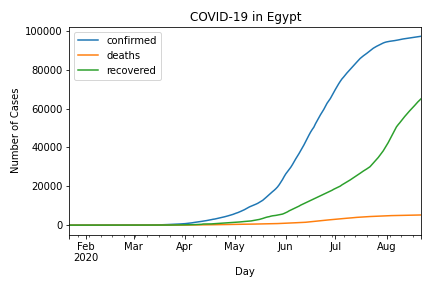 COVID-19 in Egypt
confirmed
deaths
recovered
100000
80000
60000
40000
20000
0
Number of Cases
Feb
2020
Mar
Apr
May
Jun
Jul
Aug
Day